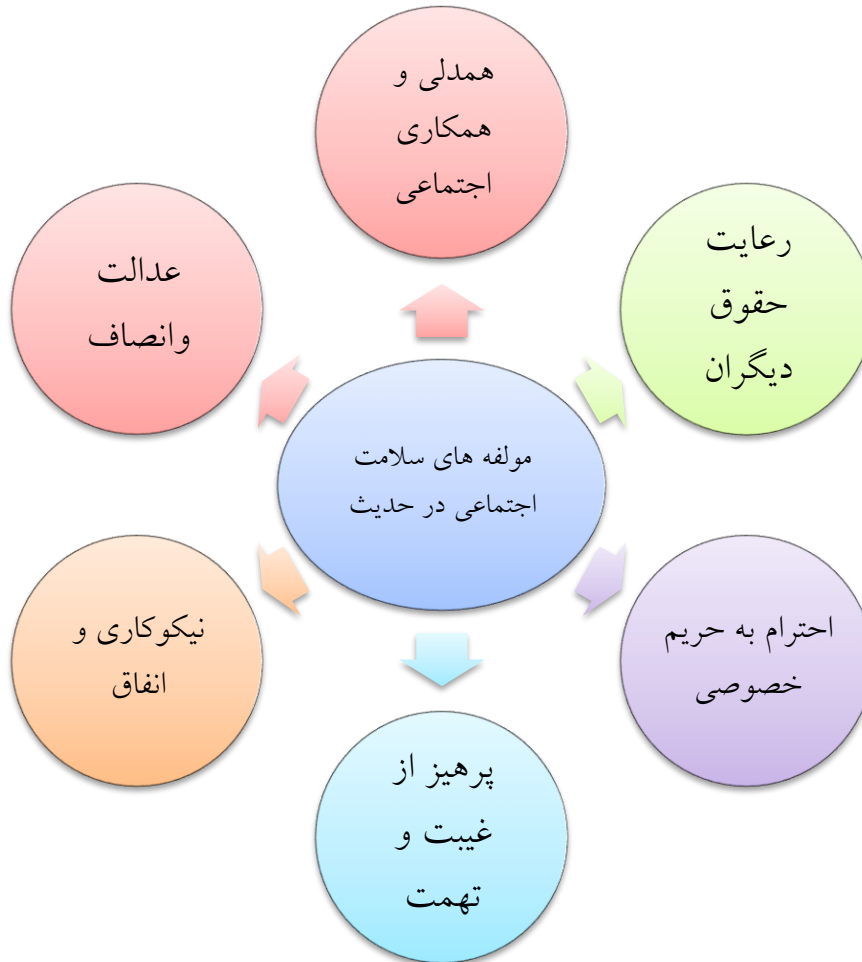 همدلی و
همکاری
اجتماعی
رعایت
حقوق
دیگران
عدالت
وانصاف
مولفه های سلامت
اجتماعی در حدیث
احترام به حریم
خصوصی
نیکوکاری و
انفاق
پرهیز از
غیبت و
تهمت